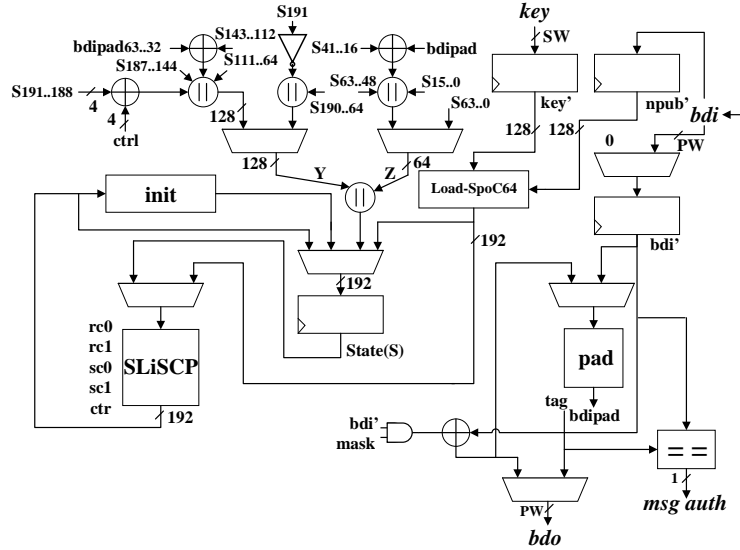 S191
S143..112
key
bdipad63..32
S41..16
bdipad
SW
S187..144
S111..64
S191..188
||
||
S63..48
||
S15..0
4
S190..64
key'
npub'
bdi
4
128
S63..0
128
128
ctrl
0
PW
128
64
Y
Z
||
Load-SpoC64
init
192
bdi'
192
rc0
rc1
sc0
sc1
ctr
SLiSCP
State(S)
pad
192
tag
bdipad
bdi'
mask
= =
1
PW
msg auth
bdo